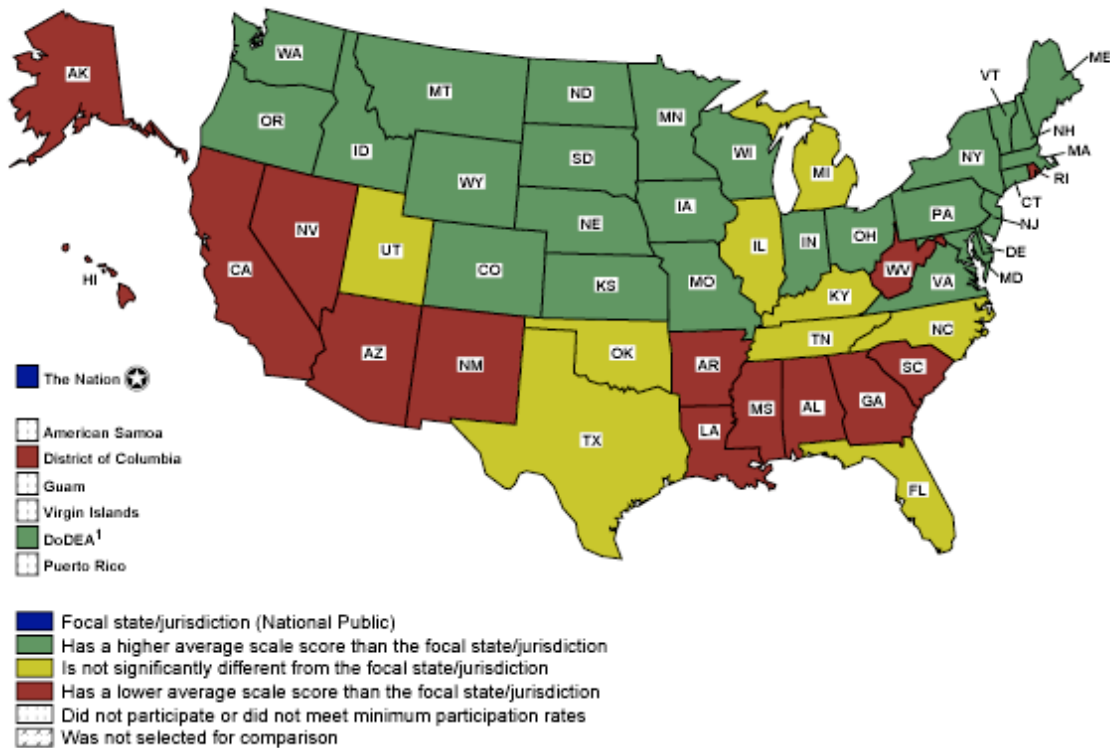 AK
WA
MT
ND
MN
VT
ME
OR
ID
SD
WI
NY
NH
MA
WY
MI
RI
CT
IA
NE
PA
NJ
NV
UT
CO
IL
IN
OH
DE
CA
KS
MO
WV
VA
MD
HI
KY
NC
AZ
NM
OK
TN
AR
SC
MS
AL
GA
TX
LA
FL
The Nation
American Samoa
District of Columbia
Guam
Virgin Islands
DoDEA¹
Puerto Rico
Focal state/jurisdiction (National Public)
Has a higher average scale score than the focal state/jurisdiction
Is not significantly different from the focal state/jurisdiction
Has a lower average scale score than the focal state/jurisdiction
Did not participate or did not meet minimum participation rates
Was not selected for comparison